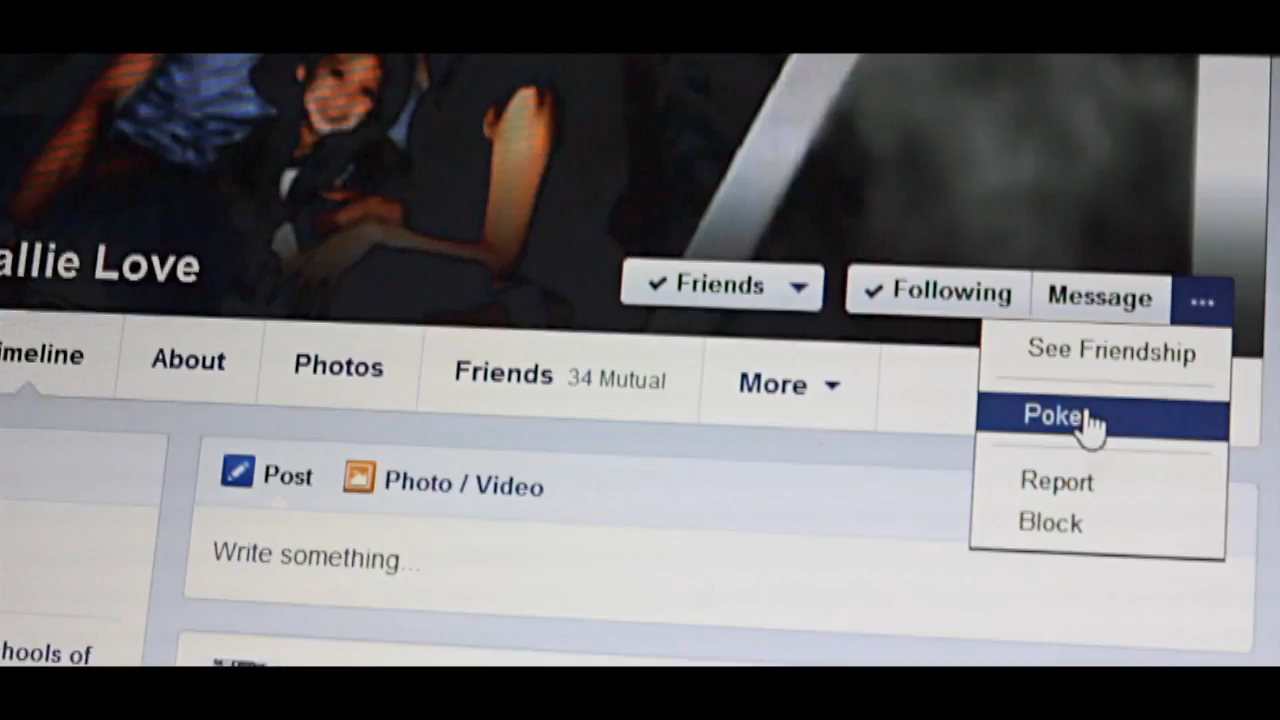 allie Love
Friends
Following
Message
...
See Friendship
Poke
Report
Block
imeline
About
Photos
Friends 34 Mutual
More
Post
Photo / Video
Write something...
hools of